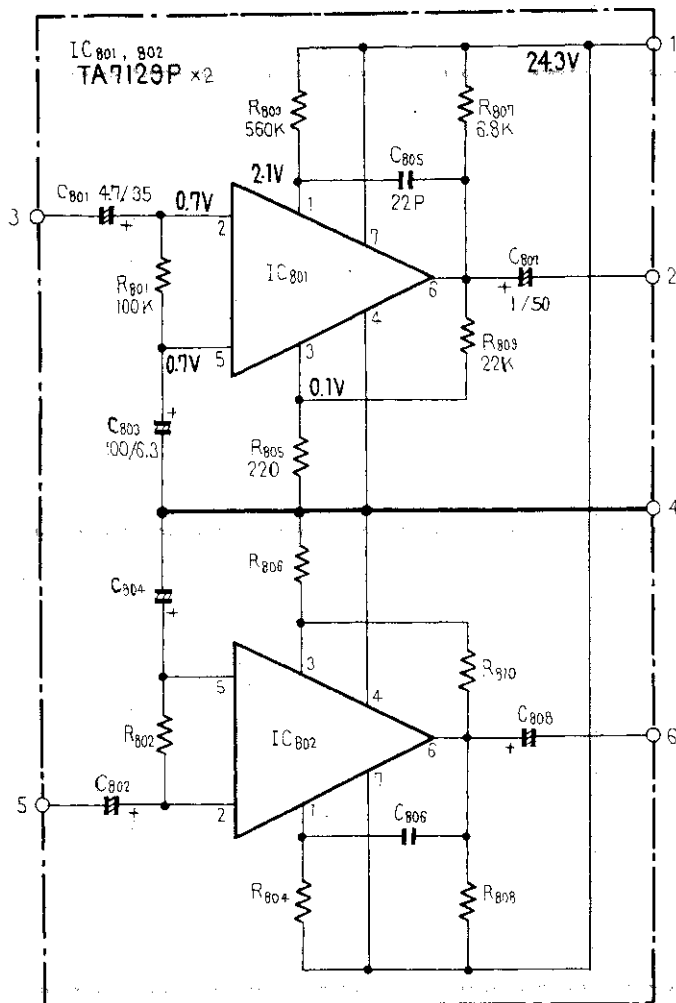 IC801, 802
TA7129P ×2
24.3V
1
R803
560K
R807
6.8K
2.1V
C805
22P
C801 4.7/35
0.7V
3
2
1
7
R801
100K
IC801
6
C807
+
1/50
2
4
5
3
0.7V
0.1V
R809
22K
C803
00/6.3
+
R805
220
4
R806
C804
+
3
R810
5
4
R802
IC802
6
C808
+
6
7
5
C802
+
2
1
C806
R804
R808